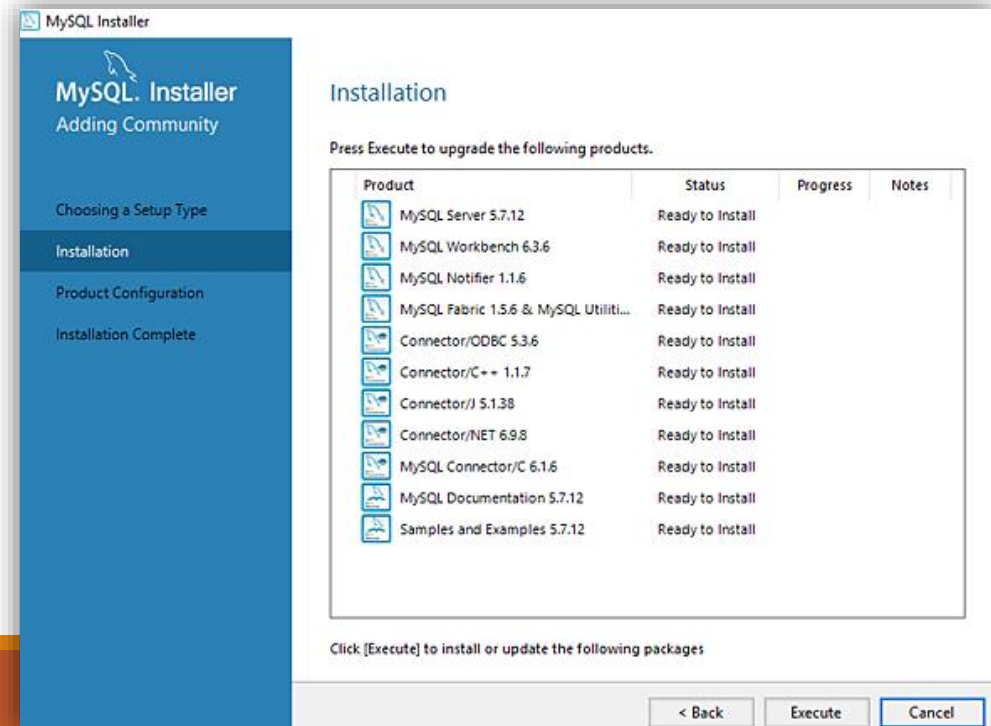 MySQL Installer
MySQL. Installer
Adding Community
Choosing a Setup Type
Installation
Product Configuration
Installation Complete
Installation
Press Execute to upgrade the following products.
Product Status Progress Notes
MySQL Server 5.7.12 Ready to Install
MySQL Workbench 6.3.6 Ready to Install
MySQL Notifier 1.1.6 Ready to Install
MySQL Fabric 1.5.6 & MySQL Utiliti... Ready to Install
Connector/ODBC 5.3.6 Ready to Install
Connector/C++ 1.1.7 Ready to Install
Connector/J 5.1.38 Ready to Install
Connector/NET 6.9.8 Ready to Install
MySQL Connector/C 6.1.6 Ready to Install
MySQL Documentation 5.7.12 Ready to Install
Samples and Examples 5.7.12 Ready to Install
Click [Execute] to install or update the following packages
< Back Execute Cancel